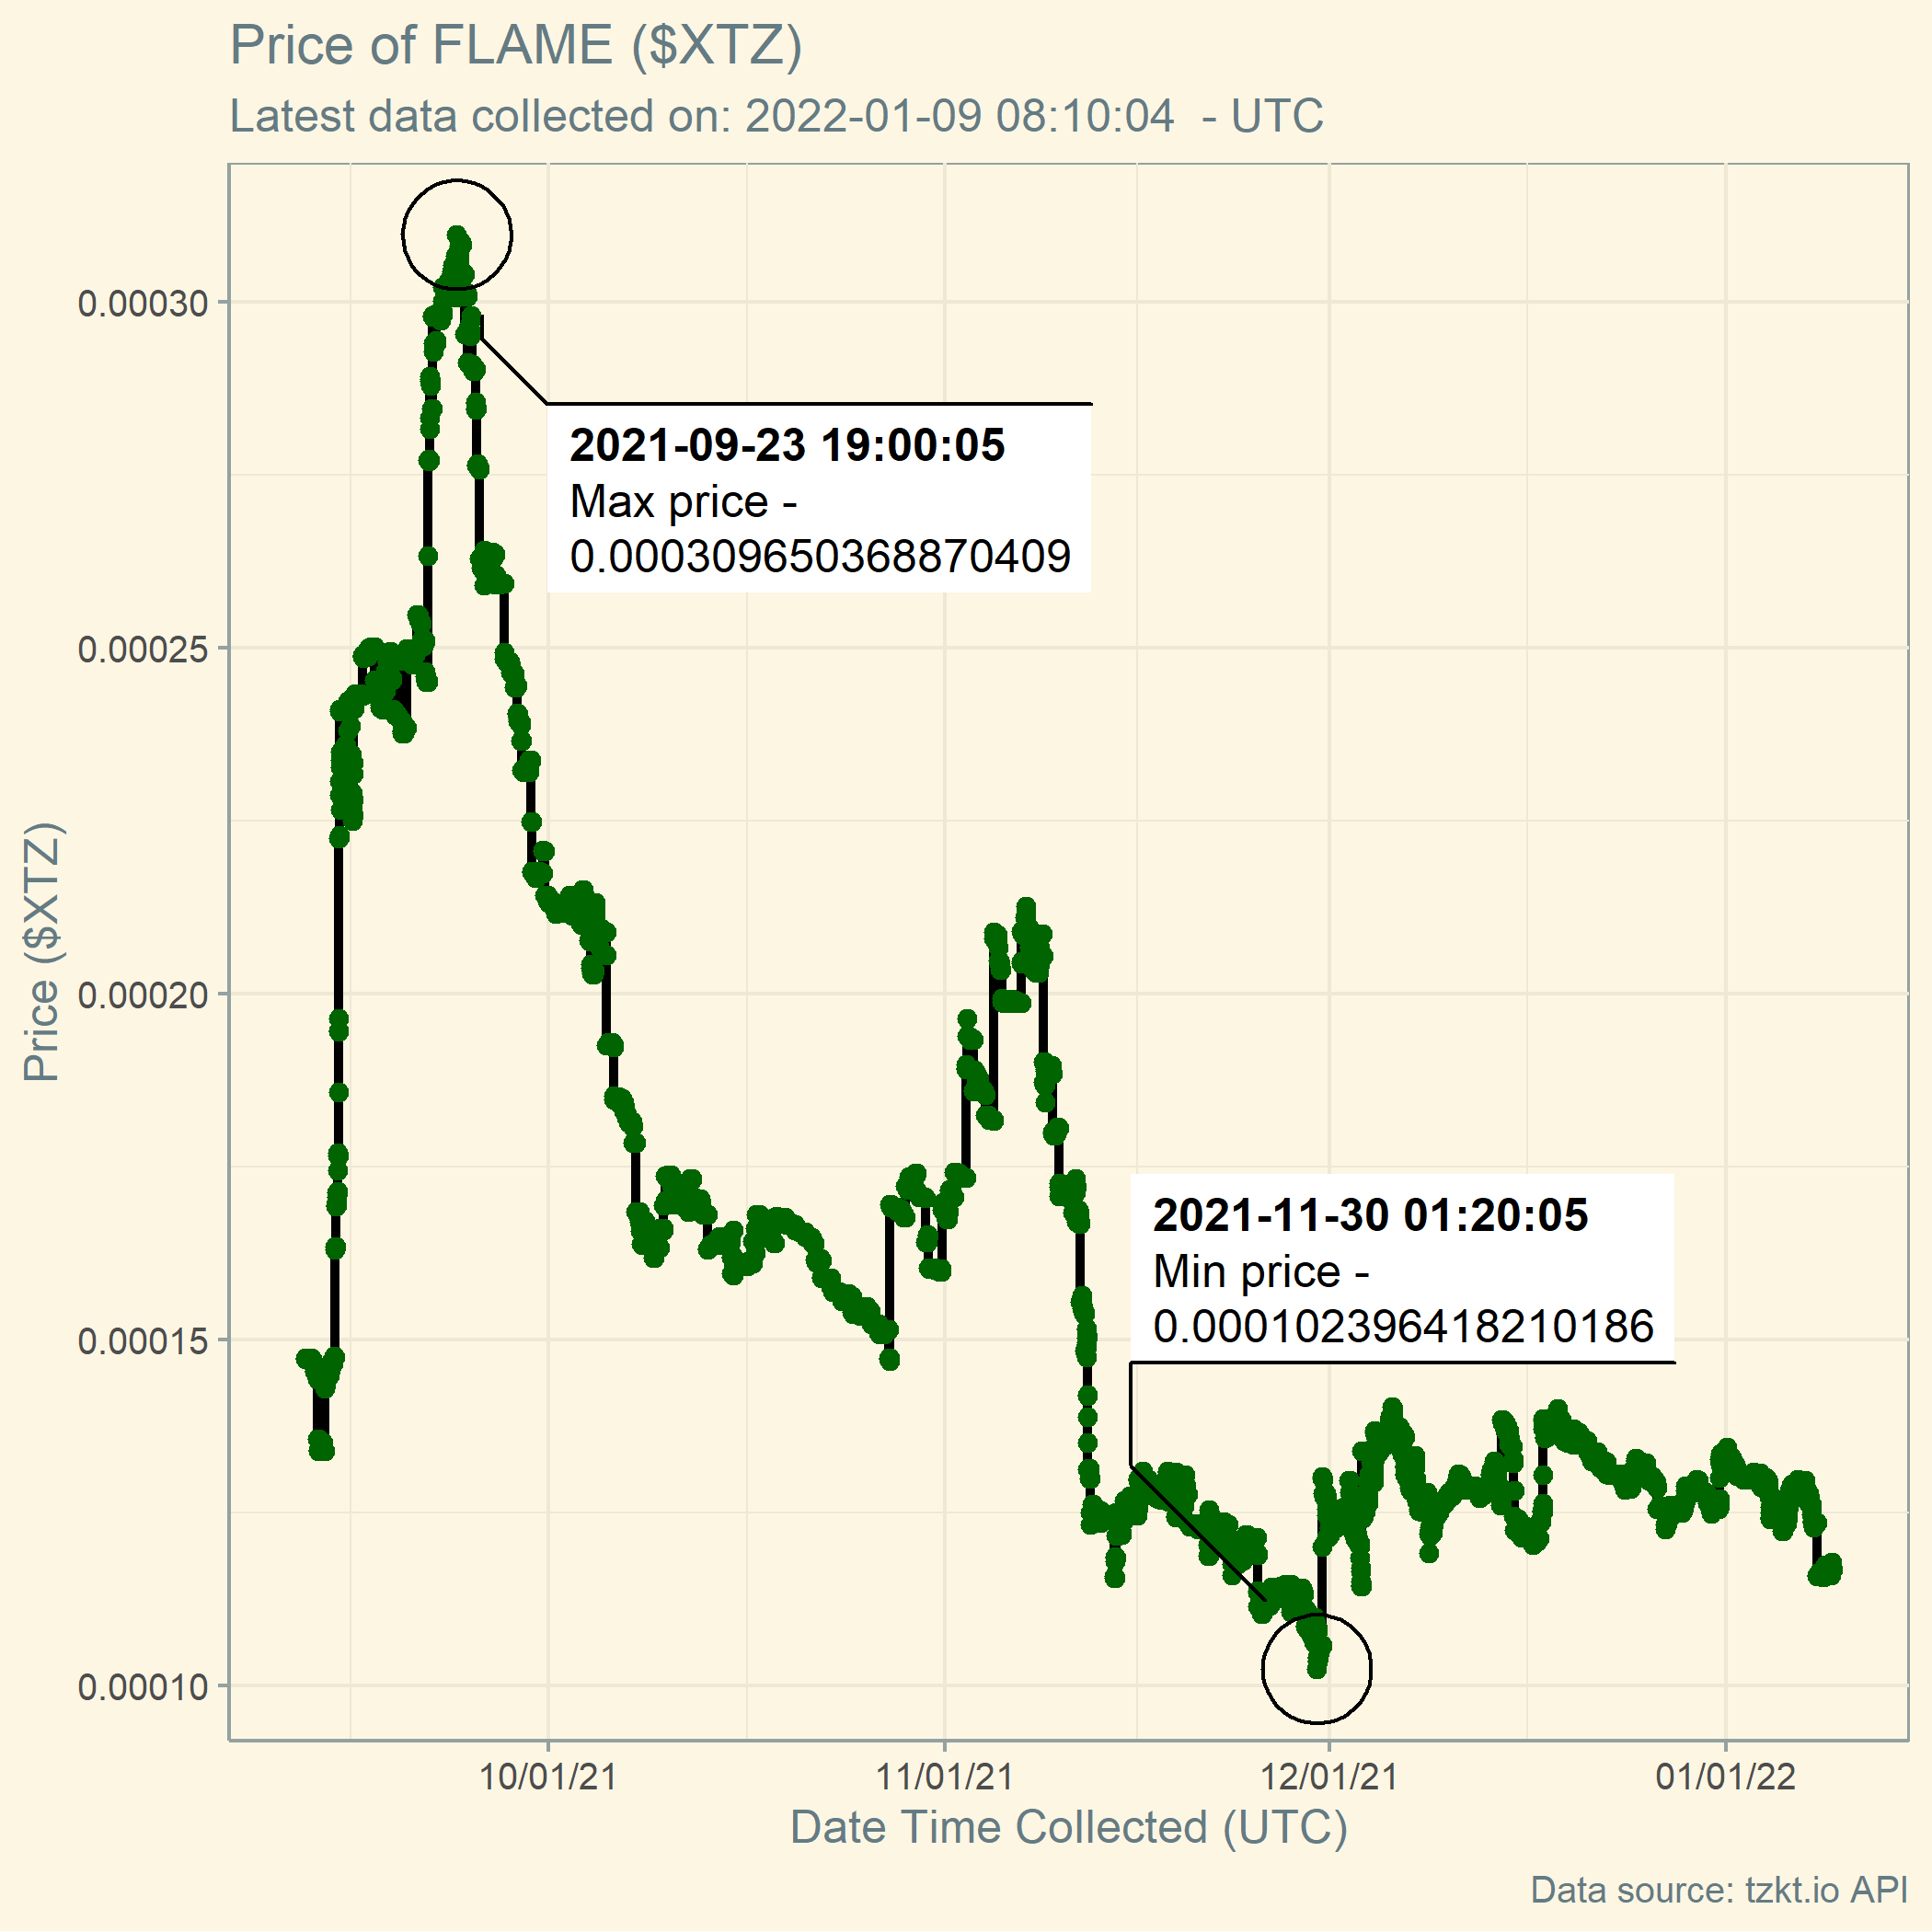 Price of FLAME ($XTZ)
Latest data collected on: 2022-01-09 08:10:04  - UTC
0.00030
0.00025
0.00020
0.00015
0.00010
Price ($XTZ)
2021-09-23 19:00:05
Max price -
0.000309650368870409
2021-11-30 01:20:05
Min price -
0.000102396418210186
10/01/21
11/01/21
12/01/21
01/01/22
Date Time Collected (UTC)
Data source: tzkt.io API